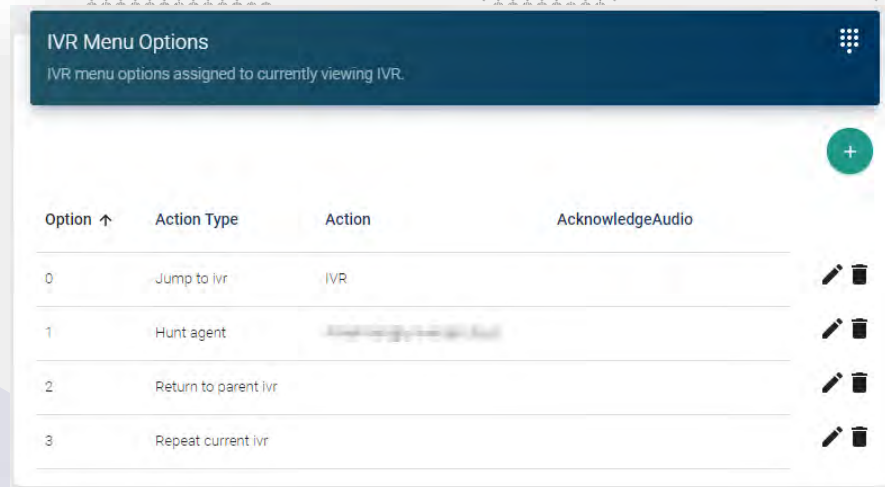 IVR Menu Options
IVR menu options assigned to currently viewing IVR.
Option Action Type Action AcknowledgeAudio
0 Jump to ivr IVR
1 Hunt agent
2 Return to parent ivr
3 Repeat current ivr